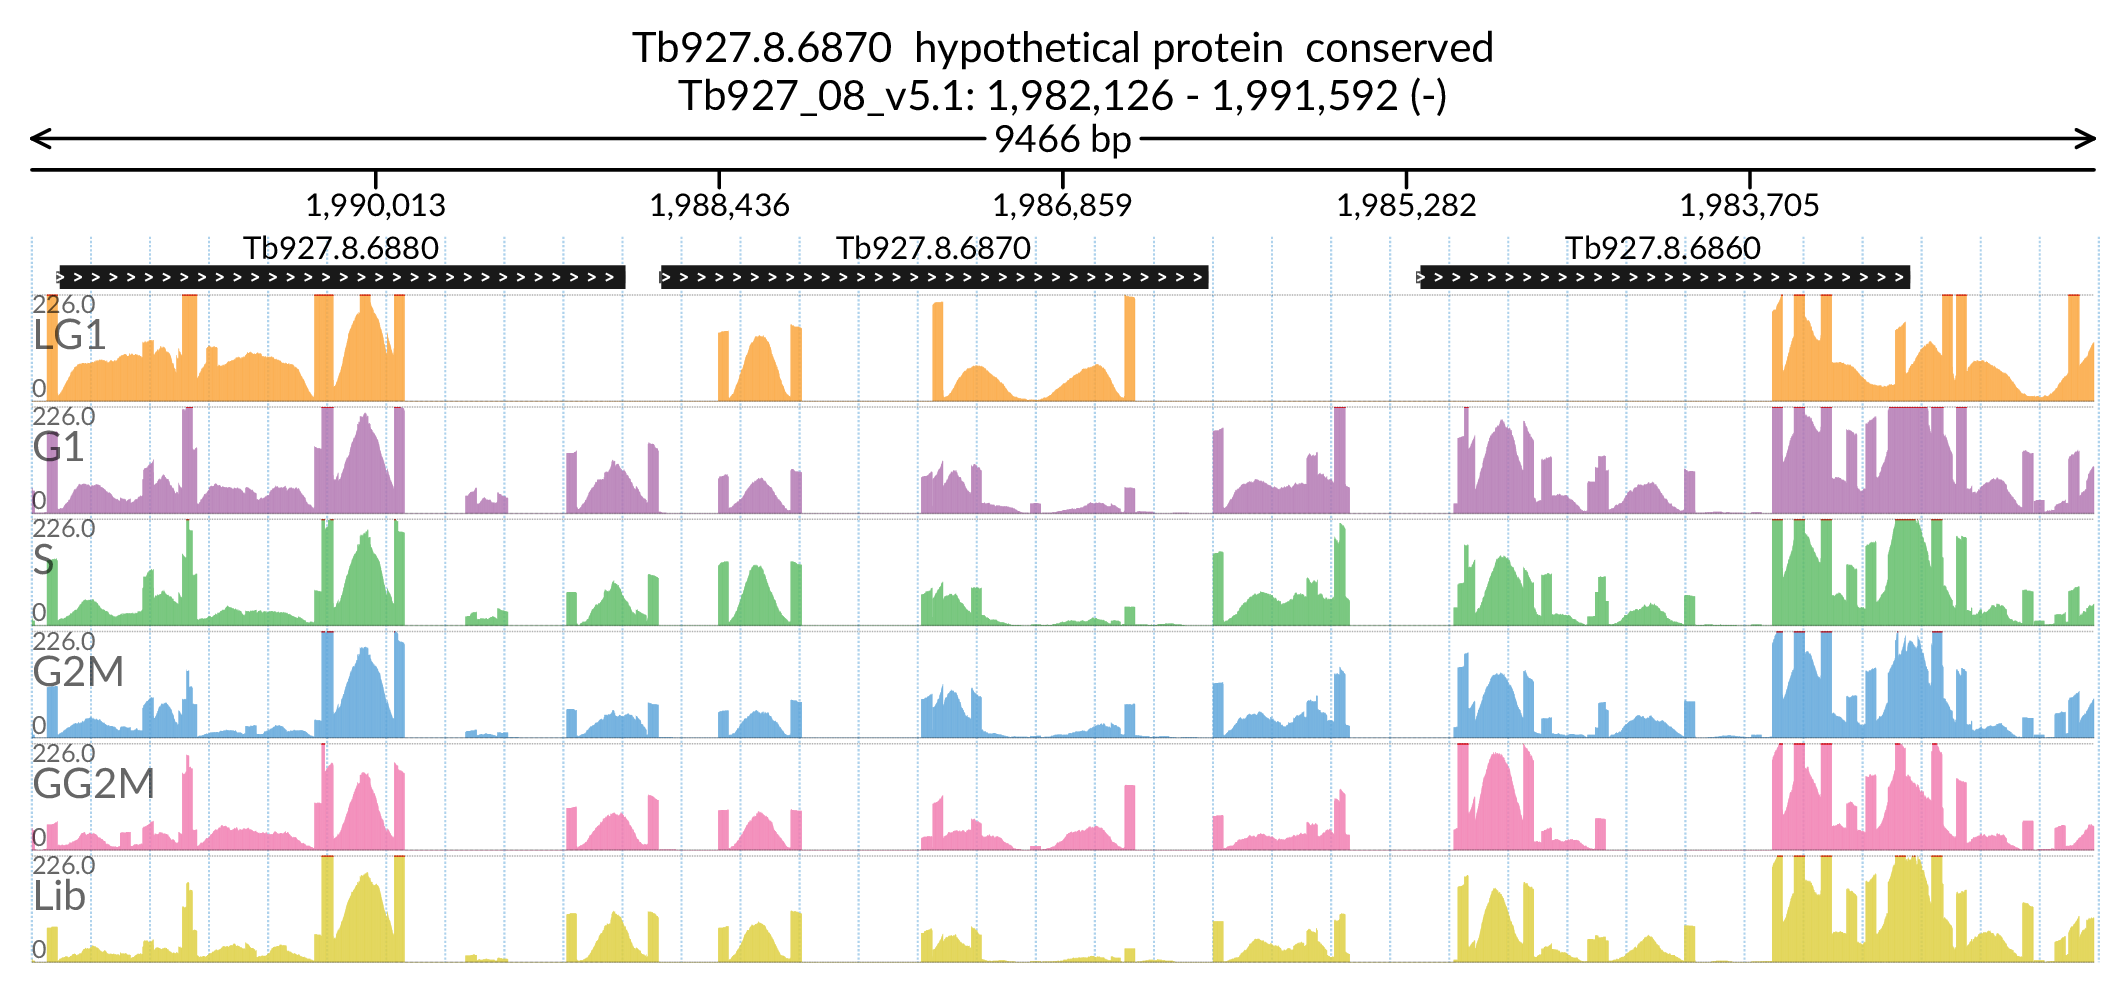 Tb927.8.6870  hypothetical protein  conserved
Tb927_08_v5.1: 1,982,126 - 1,991,592 (-)
9466 bp
1,990,013 1,988,436 1,986,859 1,985,282 1,983,705
Tb927.8.6880 Tb927.8.6870 Tb927.8.6860
226.0
LG1
0
226.0
G1
0
226.0
S
0
226.0
G2M
0
226.0
GG2M
0
226.0
Lib
0